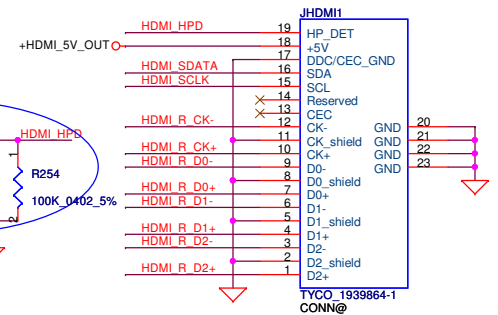 JHDMI1
HDMI_HPD 19 HP_DET
+HDMI_5V_OUT 18 +5V
17 DDC/CEC_GND
HDMI_SDATA 16 SDA
HDMI_SCLK 15 SCL
14 Reserved
13 CEC
HDMI_R_CK- 12 CK- GND 20
11 CK_shield GND 21
HDMI_R_CK+ 10 CK+ GND 22
HDMI_R_D0- 9 D0- GND 23
8 D0_shield
HDMI_R_D0+ 7 D0+
HDMI_R_D1- 6 D1-
5 D1_shield
HDMI_R_D1+ 4 D1+
HDMI_R_D2- 3 D2-
2 D2_shield
HDMI_R_D2+ 1 D2+
TYCO_1939864-1
CONN@
HDMI_HPD
1
R254
100K_0402_5%
2